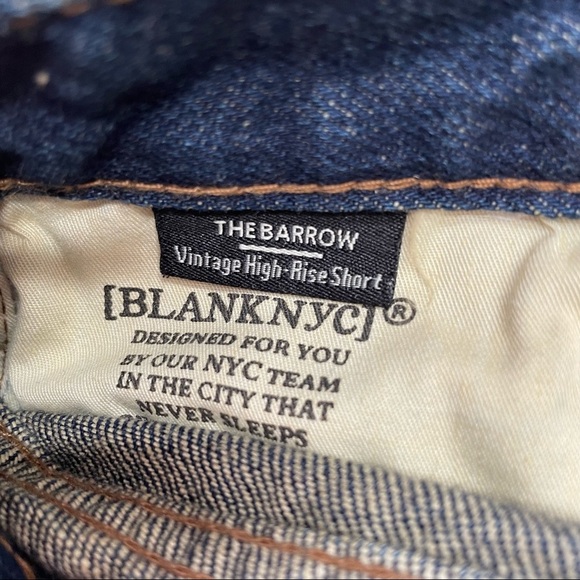 THE BARROW
Vintage High-Rise Short
[BLANKNYC]®
DESIGNED FOR YOU
BY OUR NYC TEAM
IN THE CITY THAT
NEVER SLEEPS